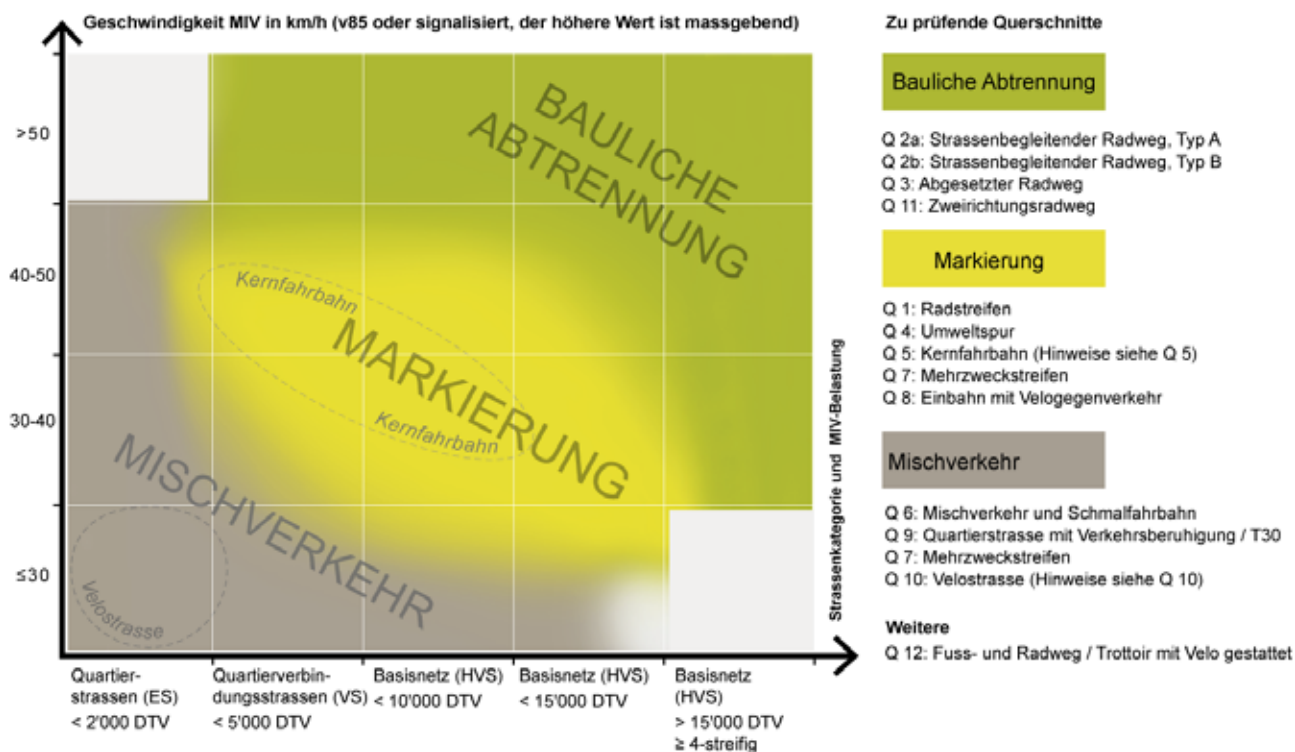 Geschwindigkeit MIV in km/h (v85 oder signalisiert, der höhere Wert ist massgebend)
>50
40-50
30-40
≤30
BAULICHE
ABTRENNUNG
Kernfahrbahn
MARKIERUNG
Kernfahrbahn
MISCHVERKEHR
Velostrasse
Strassenkategorie und MIV-Belastung
Quartier-
strassen (ES)
< 2'000 DTV
Quartierverbin-
dungsstrassen (VS)
< 5'000 DTV
Basisnetz (HVS)
< 10'000 DTV
Basisnetz (HVS)
< 15'000 DTV
Basisnetz
(HVS)
> 15'000 DTV
≥ 4-streifig
Zu prüfende Querschnitte
Bauliche Abtrennung
Q 2a: Strassenbegleitender Radweg, Typ A
Q 2b: Strassenbegleitender Radweg, Typ B
Q 3: Abgesetzter Radweg
Q 11: Zweirichtungsradweg
Markierung
Q 1: Radstreifen
Q 4: Umweltspur
Q 5: Kernfahrbahn (Hinweise siehe Q 5)
Q 7: Mehrzweckstreifen
Q 8: Einbahn mit Velogegenverkehr
Mischverkehr
Q 6: Mischverkehr und Schmalfahrbahn
Q 9: Quartierstrasse mit Verkehrsberuhigung / T30
Q 7: Mehrzweckstreifen
Q 10: Velostrasse (Hinweise siehe Q 10)
Weitere
Q 12: Fuss- und Radweg / Trottoir mit Velo gestattet